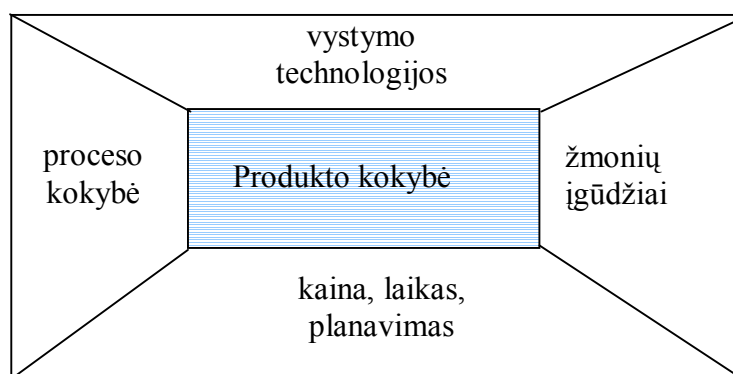 vystymo
technologijos
proceso
kokybė
Produkto kokybė
žmonių
įgūdžiai
kaina, laikas,
planavimas